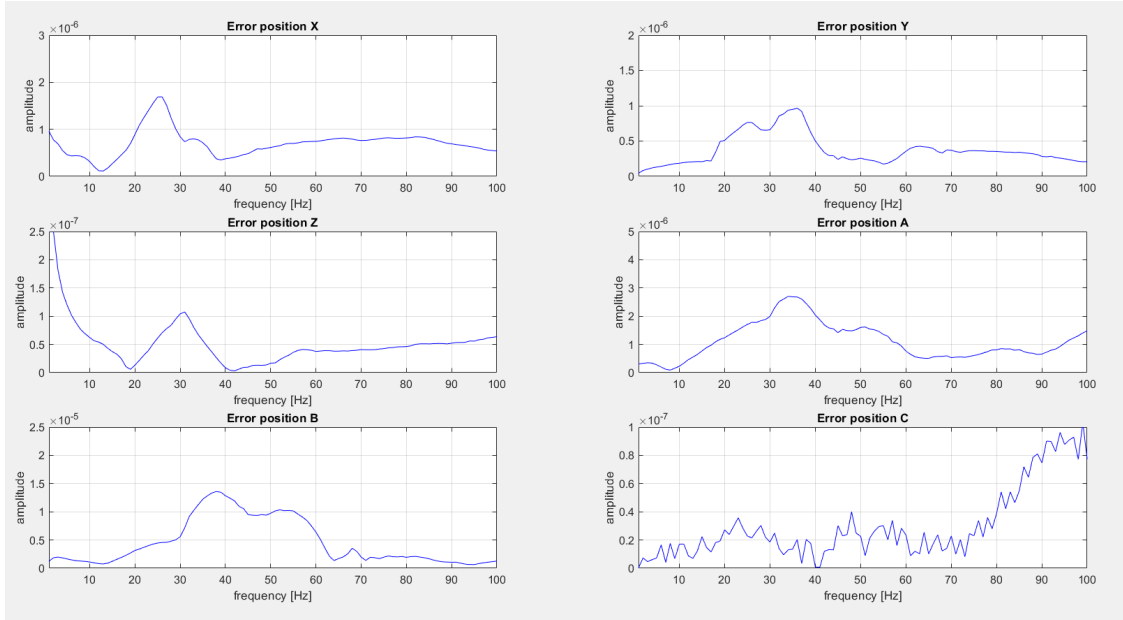 Error position X
×10⁻⁶
3
2
1
0
amplitude
10 20 30 40 50 60 70 80 90 100
frequency [Hz]
Error position Y
×10⁻⁶
2
1.5
1
0.5
0
amplitude
10 20 30 40 50 60 70 80 90 100
frequency [Hz]
Error position Z
×10⁻⁷
2.5
2
1.5
1
0.5
0
amplitude
10 20 30 40 50 60 70 80 90 100
frequency [Hz]
Error position A
×10⁻⁶
5
4
3
2
1
0
amplitude
10 20 30 40 50 60 70 80 90 100
frequency [Hz]
Error position B
×10⁻⁵
2.5
2
1.5
1
0.5
0
amplitude
10 20 30 40 50 60 70 80 90 100
frequency [Hz]
Error position C
×10⁻⁷
1
0.8
0.6
0.4
0.2
0
amplitude
10 20 30 40 50 60 70 80 90 100
frequency [Hz]